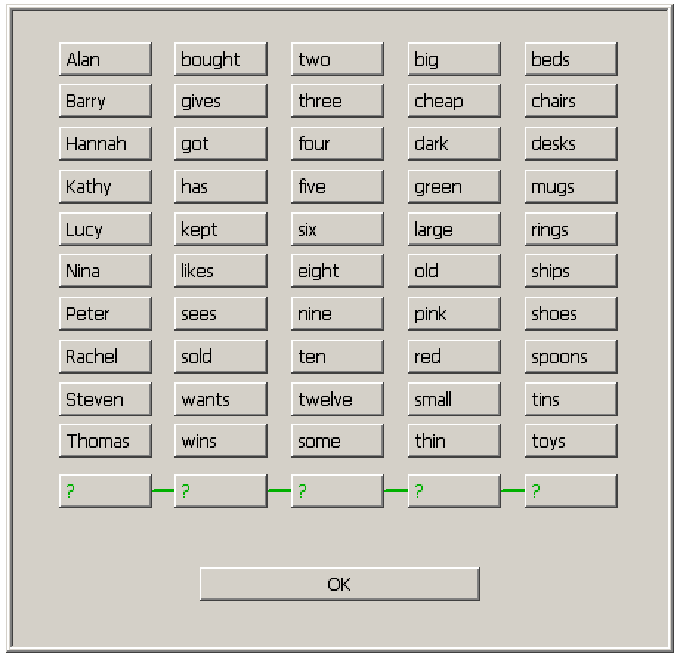 Alan bought two big beds
Barry gives three cheap chairs
Hannah got four dark desks
Kathy has five green mugs
Lucy kept six large rings
Nina likes eight old ships
Peter sees nine pink shoes
Rachel sold ten red spoons
Steven wants twelve small tins
Thomas wins some thin toys
? ? ? ? ?
OK